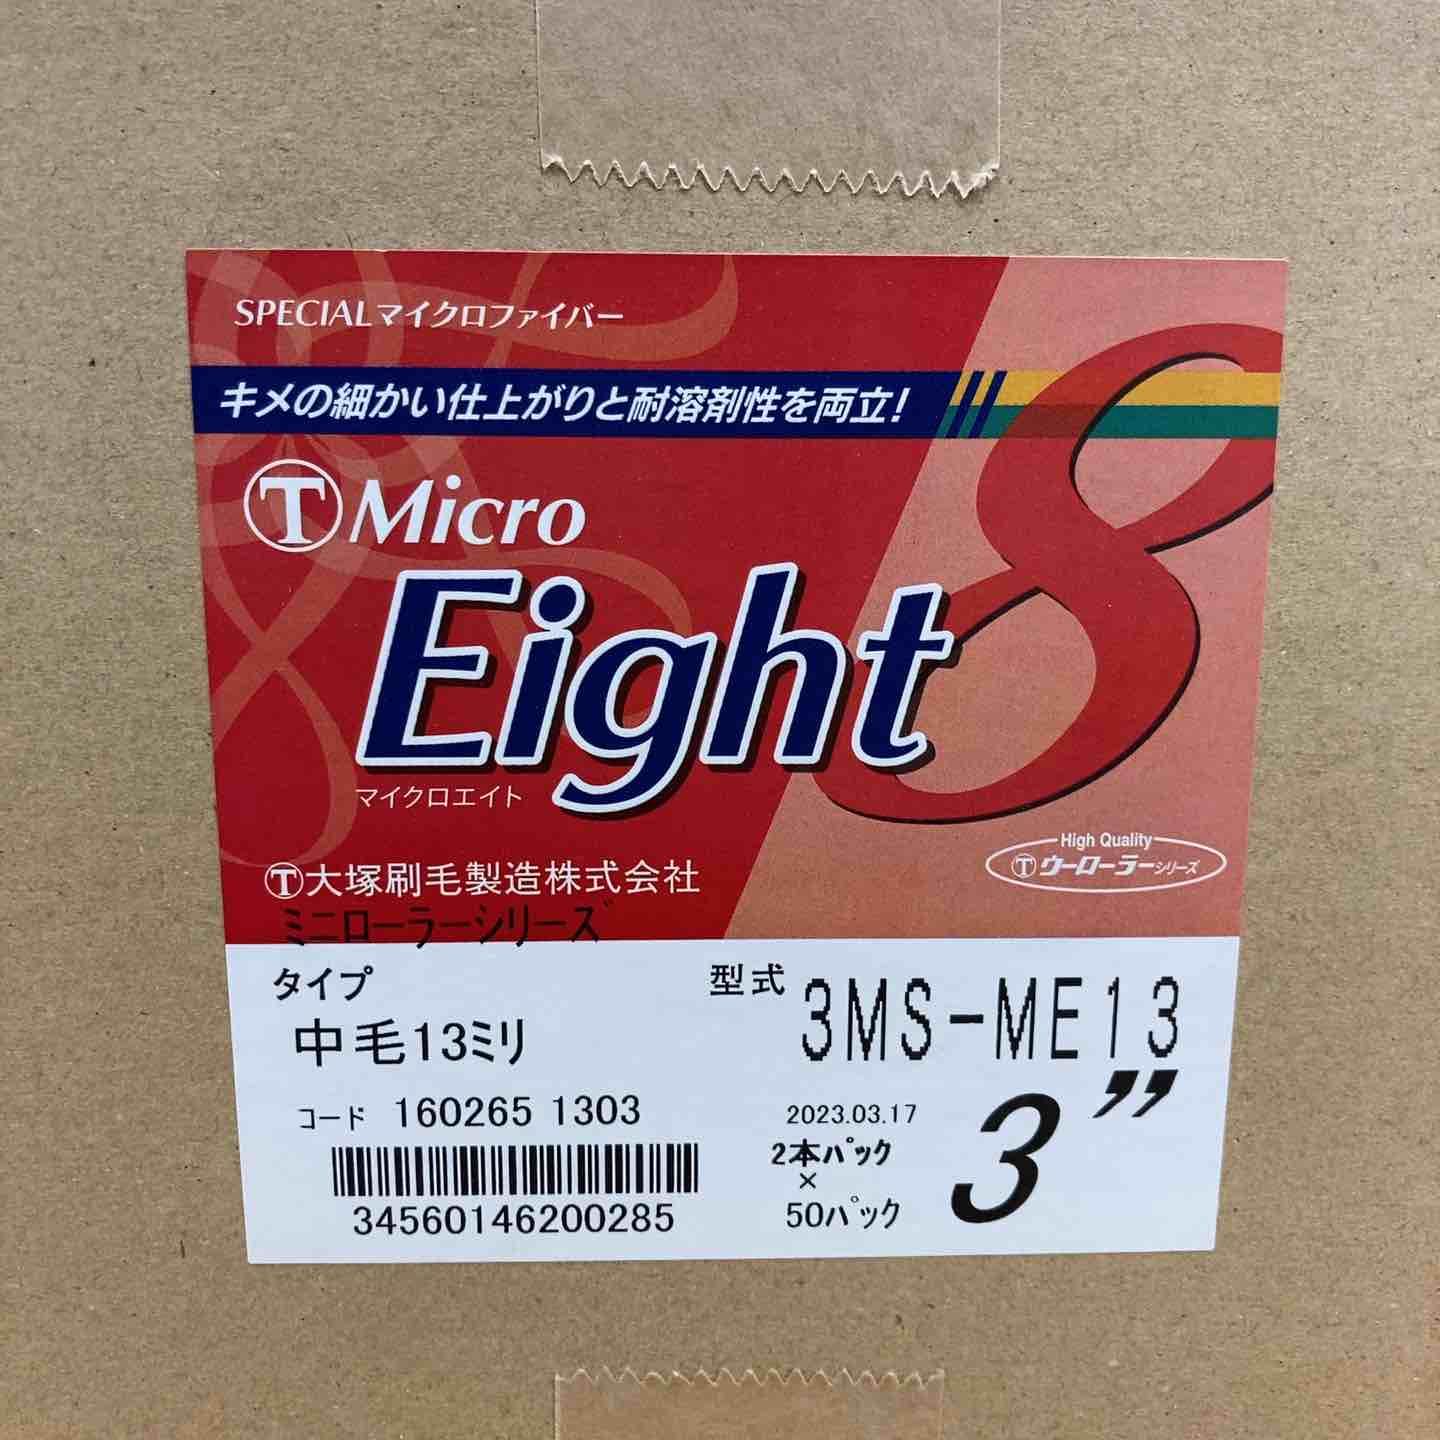 SPECIALマイクロファイバー
キメの細かい仕上がりと耐溶剤性を両立!
T Micro
Eight
8
マイクロエイト
High Quality
T ウーローラーシリーズ
T大塚刷毛製造株式会社
ミニローラーシリーズ
タイプ
型式 3MS-ME13
中毛13ミリ
3”
コード 160265 1303
2023.03.17
2本パック
×
50パック
34560146200285